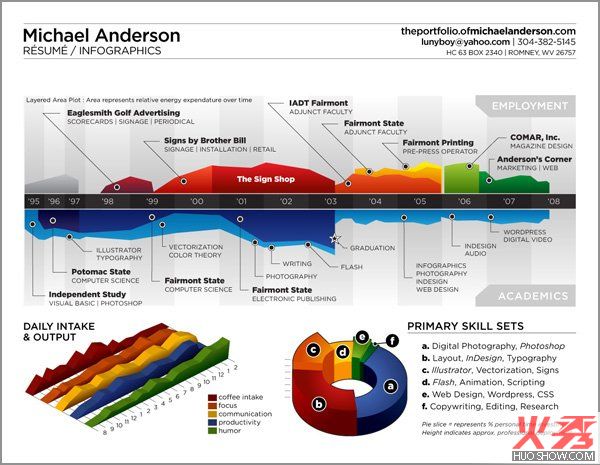 Michael Anderson
RÉSUMÉ / INFOGRAPHICS
theportfolio.ofmichaelanderson.com
lunyboy@yahoo.com | 304-382-5145
HC 63 BOX 2340 | ROMNEY, WV 26757
Layered Area Plot : Area represents relative energy expenditure over time
EMPLOYMENT
Eaglesmith Golf Advertising
SCORECARDS | SIGNAGE | PERIODICAL
Signs by Brother Bill
SIGNAGE | INSTALLATION | RETAIL
The Sign Shop
IADT Fairmont
ADJUNCT FACULTY
Fairmont State
ADJUNCT FACULTY
Fairmont Printing
PRE-PRESS OPERATOR
COMAR, Inc.
MAGAZINE DESIGN
Anderson's Corner
MARKETING | WEB
'95 '96 '97 '98 '99 '00 '01 '02 '03 '04 '05 '06 '07 '08
ILLUSTRATOR
TYPOGRAPHY
Potomac State
COMPUTER SCIENCE
Independent Study
VISUAL BASIC | PHOTOSHOP
VECTORIZATION
COLOR THEORY
Fairmont State
COMPUTER SCIENCE
WRITING
PHOTOGRAPHY
Fairmont State
ELECTRONIC PUBLISHING
GRADUATION
FLASH
INFOGRAPHICS
PHOTOGRAPHY
INDESIGN
WEB DESIGN
INDESIGN
AUDIO
WORDPRESS
DIGITAL VIDEO
ACADEMICS
DAILY INTAKE
& OUTPUT
8 9 10 11 12 1 2 3 4 5 6 7 8 9 10 11 12 1 2
coffee intake
focus
communication
productivity
humor
a
b
c
d
e
f
PRIMARY SKILL SETS
a. Digital Photography, Photoshop
b. Layout, InDesign, Typography
c. Illustrator, Vectorization, Signs
d. Flash, Animation, Scripting
e. Web Design, Wordpress, CSS
f. Copywriting, Editing, Research
Pie slice = represents % personal time
Height indicates approx.
火秀
HUOSHOW.COM